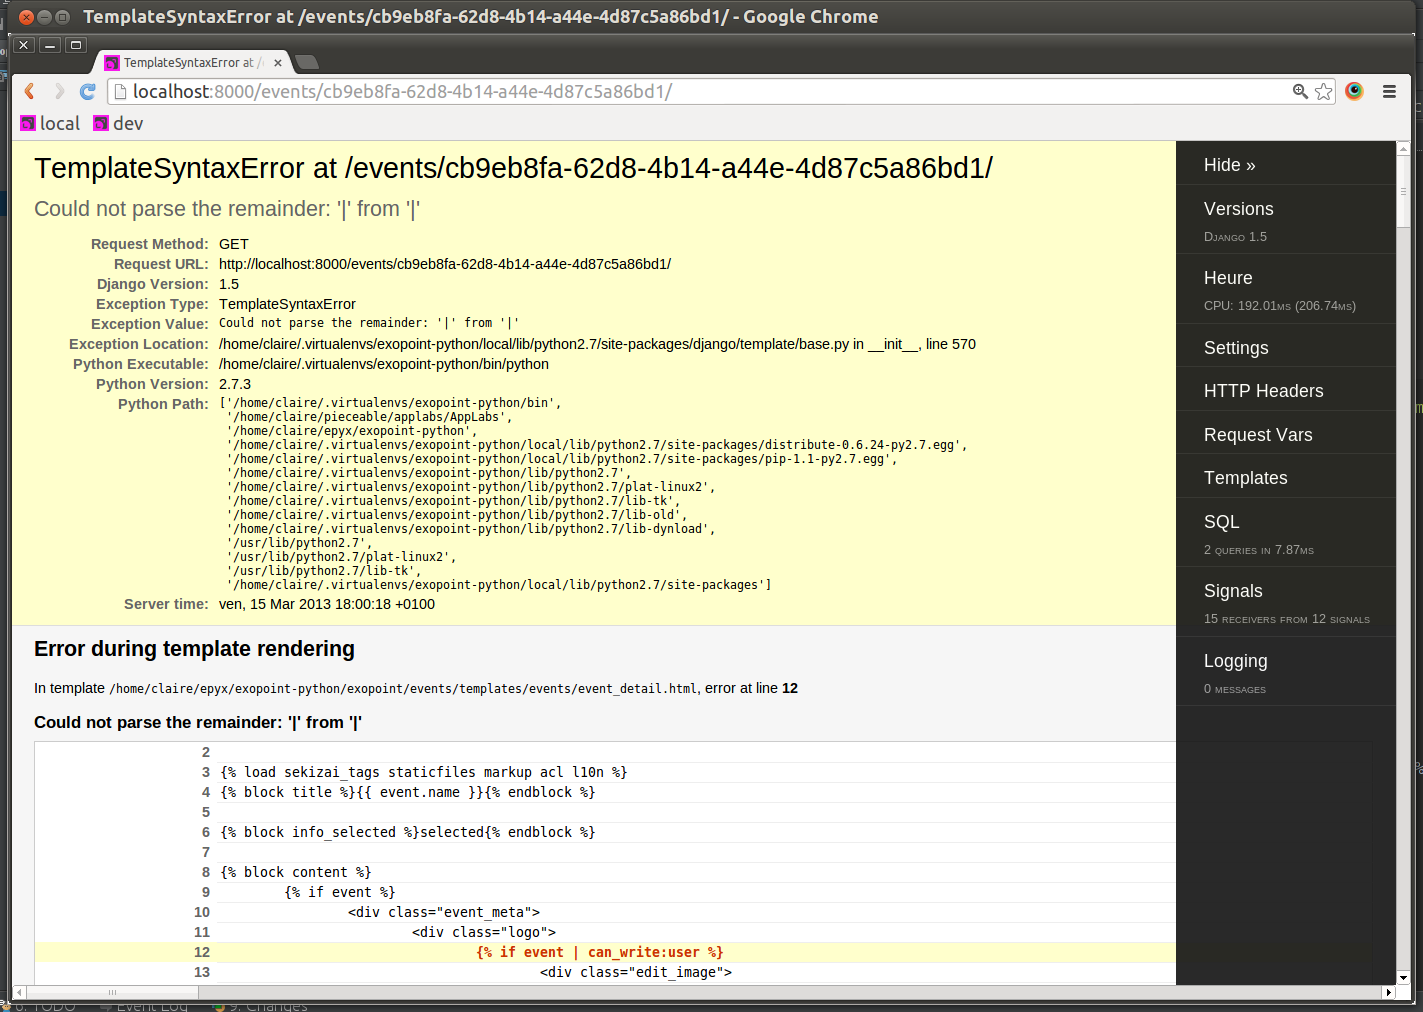 TemplateSyntaxError at /events/cb9eb8fa-62d8-4b14-a44e-4d87c5a86bd1/ - Google Chrome
TemplateSyntaxError at /
localhost:8000/events/cb9eb8fa-62d8-4b14-a44e-4d87c5a86bd1/
local dev
TemplateSyntaxError at /events/cb9eb8fa-62d8-4b14-a44e-4d87c5a86bd1/
Could not parse the remainder: '|' from '|'
Request Method: GET
Request URL: http://localhost:8000/events/cb9eb8fa-62d8-4b14-a44e-4d87c5a86bd1/
Django Version: 1.5
Exception Type: TemplateSyntaxError
Exception Value: Could not parse the remainder: '|' from '|'
Exception Location: /home/claire/.virtualenvs/exopoint-python/local/lib/python2.7/site-packages/django/template/base.py in __init__, line 570
Python Executable: /home/claire/.virtualenvs/exopoint-python/bin/python
Python Version: 2.7.3
Python Path: ['/home/claire/.virtualenvs/exopoint-python/bin',
'/home/claire/pieceable/applabs/AppLabs',
'/home/claire/epyx/exopoint-python',
'/home/claire/.virtualenvs/exopoint-python/local/lib/python2.7/site-packages/distribute-0.6.24-py2.7.egg',
'/home/claire/.virtualenvs/exopoint-python/local/lib/python2.7/site-packages/pip-1.1-py2.7.egg',
'/home/claire/.virtualenvs/exopoint-python/lib/python2.7',
'/home/claire/.virtualenvs/exopoint-python/lib/python2.7/plat-linux2',
'/home/claire/.virtualenvs/exopoint-python/lib/python2.7/lib-tk',
'/home/claire/.virtualenvs/exopoint-python/lib/python2.7/lib-old',
'/home/claire/.virtualenvs/exopoint-python/lib/python2.7/lib-dynload',
'/usr/lib/python2.7',
'/usr/lib/python2.7/plat-linux2',
'/usr/lib/python2.7/lib-tk',
'/home/claire/.virtualenvs/exopoint-python/local/lib/python2.7/site-packages']
Server time: ven, 15 Mar 2013 18:00:18 +0100
Error during template rendering
In template /home/claire/epyx/exopoint-python/exopoint/events/templates/events/event_detail.html, error at line 12
Could not parse the remainder: '|' from '|'
2
3 {% load sekizai_tags staticfiles markup acl l10n %}
4 {% block title %}{{ event.name }}{% endblock %}
5
6 {% block info_selected %}selected{% endblock %}
7
8 {% block content %}
9 {% if event %}
10 <div class="event_meta">
11 <div class="logo">
12 {% if event | can_write:user %}
13 <div class="edit_image">
Hide »
Versions
Django 1.5
Heure
CPU: 192.01ms (206.74ms)
Settings
HTTP Headers
Request Vars
Templates
SQL
2 queries in 7.87ms
Signals
15 receivers from 12 signals
Logging
0 messages
6: TODO Event Log 9: Changes